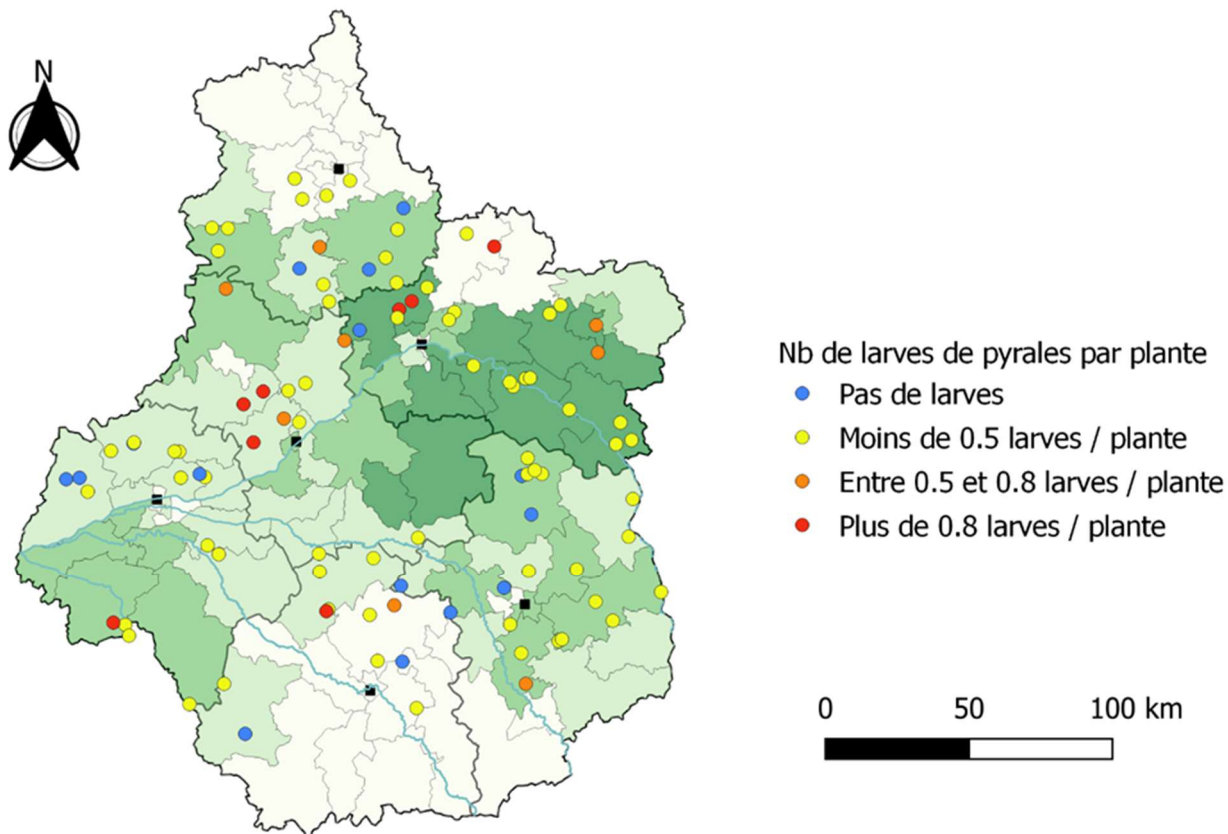 N
Nb de larves de pyrales par plante
Pas de larves
Moins de 0.5 larves / plante
Entre 0.5 et 0.8 larves / plante
Plus de 0.8 larves / plante
0 50 100 km